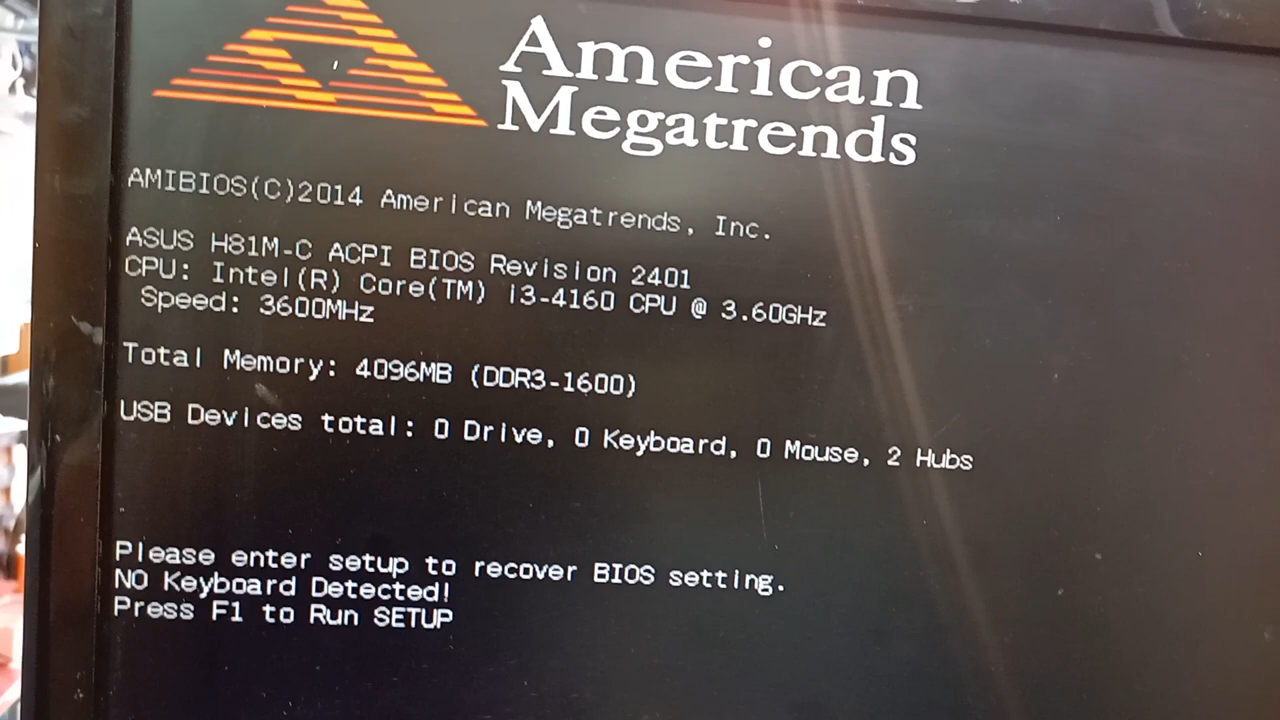 American
Megatrends
AMIBIOS(C)2014 American Megatrends, Inc.
ASUS H81M-C ACPI BIOS Revision 2401
CPU: Intel(R) Core(TM) i3-4160 CPU @ 3.60GHz
Speed: 3600MHz
Total Memory: 4096MB (DDR3-1600)
USB Devices total: 0 Drive, 0 Keyboard, 0 Mouse, 2 Hubs
Please enter setup to recover BIOS setting.
NO Keyboard Detected!
Press F1 to Run SETUP